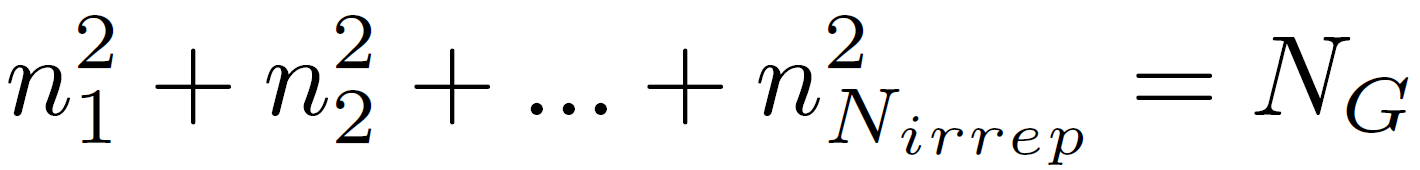 $n_1^2 + n_2^2 + ... + n_{N_{irrep}}^2 = N_G$